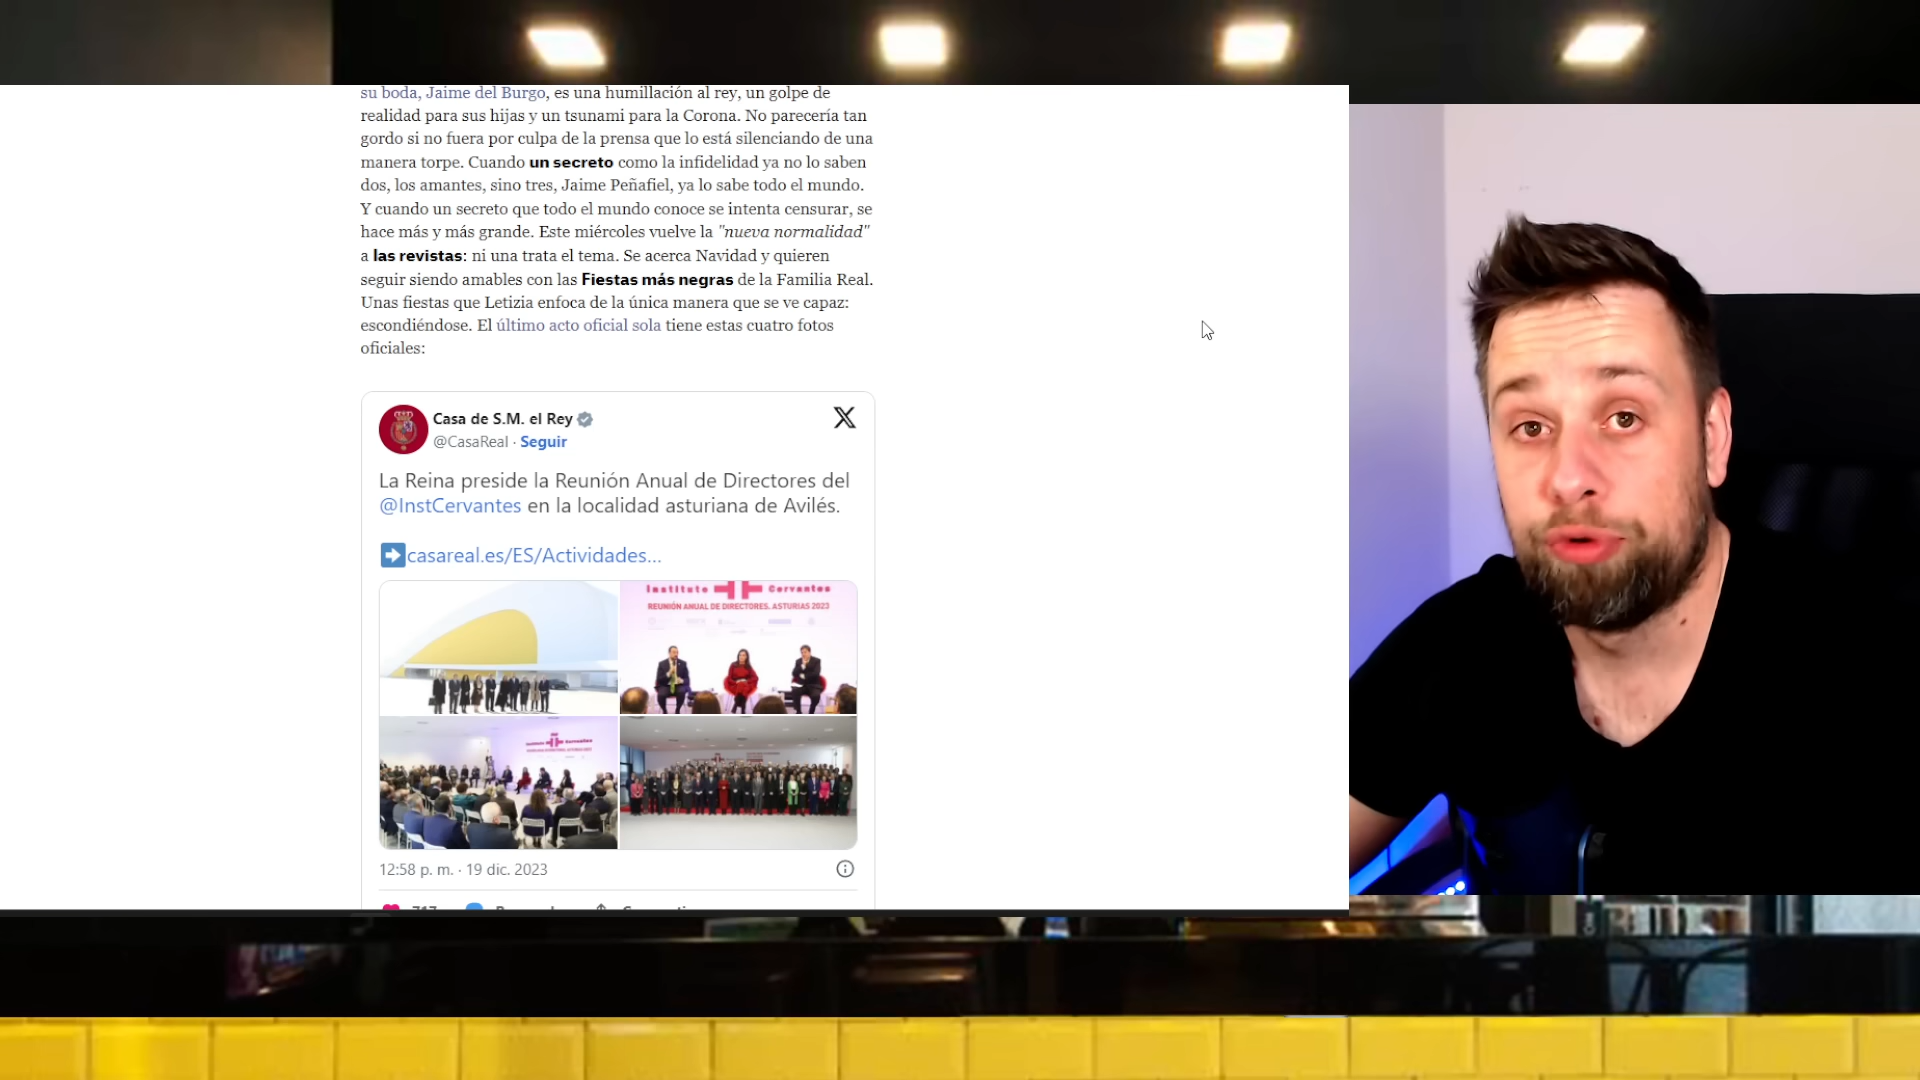 su boda, Jaime del Burgo, es una humillación al rey, un golpe de
realidad para sus hijas y un tsunami para la Corona. No parecería tan
gordo si no fuera por culpa de la prensa que lo está silenciando de una
manera torpe. Cuando un secreto como la infidelidad ya no lo saben
dos, los amantes, sino tres, Jaime Peñafiel, ya lo sabe todo el mundo.
Y cuando un secreto que todo el mundo conoce se intenta censurar, se
hace más y más grande. Este miércoles vuelve la "nueva normalidad"
a las revistas: ni una trata el tema. Se acerca Navidad y quieren
seguir siendo amables con las Fiestas más negras de la Familia Real.
Unas fiestas que Letizia enfoca de la única manera que se ve capaz:
escondiéndose. El último acto oficial sola tiene estas cuatro fotos
oficiales:
Casa de S.M. el Rey
@CasaReal · Seguir
La Reina preside la Reunión Anual de Directores del
@InstCervantes en la localidad asturiana de Avilés.
casareal.es/ES/Actividades...
Instituto Cervantes
REUNIÓN ANUAL DE DIRECTORES. ASTURIAS 2023
12:58 p. m. · 19 dic. 2023